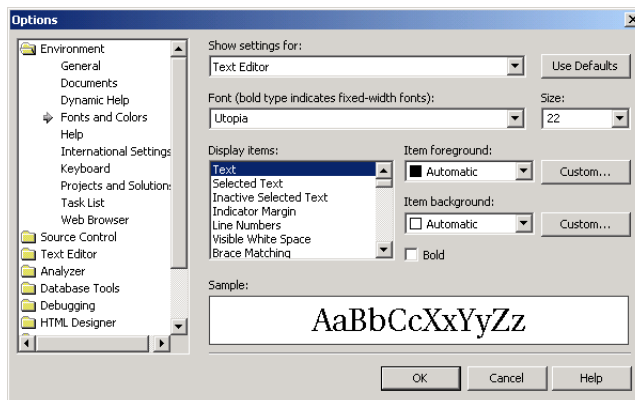 Options
Environment
General
Documents
Dynamic Help
Fonts and Colors
Help
International Settings
Keyboard
Projects and Solution
Task List
Web Browser
Source Control
Text Editor
Analyzer
Database Tools
Debugging
HTML Designer
Show settings for:
Text Editor
Use Defaults
Font (bold type indicates fixed-width fonts):
Size:
Utopia
22
Display items:
Text
Selected Text
Inactive Selected Text
Indicator Margin
Line Numbers
Visible White Space
Brace Matching
Item foreground:
Automatic
Custom...
Item background:
Automatic
Custom...
Bold
Sample:
AaBbCcXxYyZz
OK
Cancel
Help